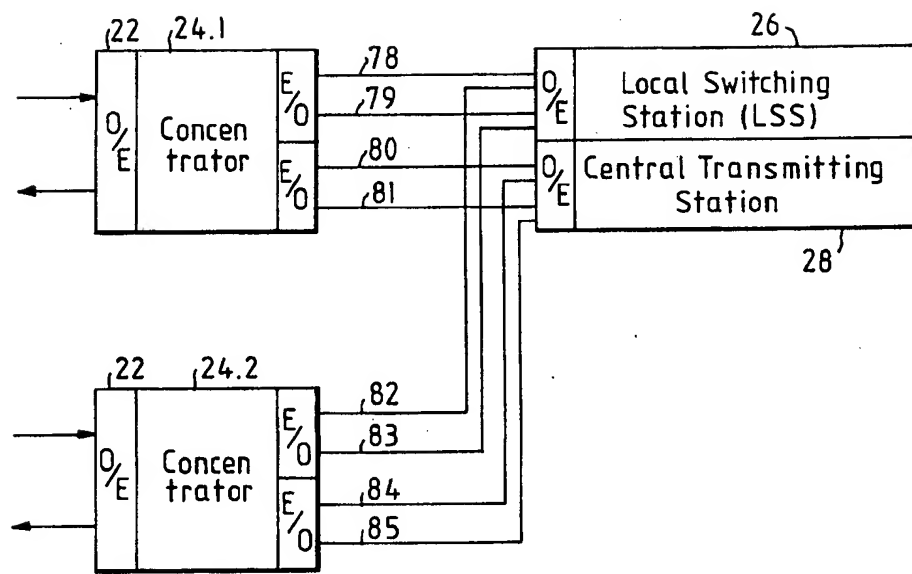 22
24.1
78
26
O/E
Concen
trator
E/O
79
O/E
Local Switching
Station (LSS)
E/O
80
81
O/E
Central Transmitting
Station
28
22
24.2
82
O/E
Concen
trator
E/O
83
E/O
84
85